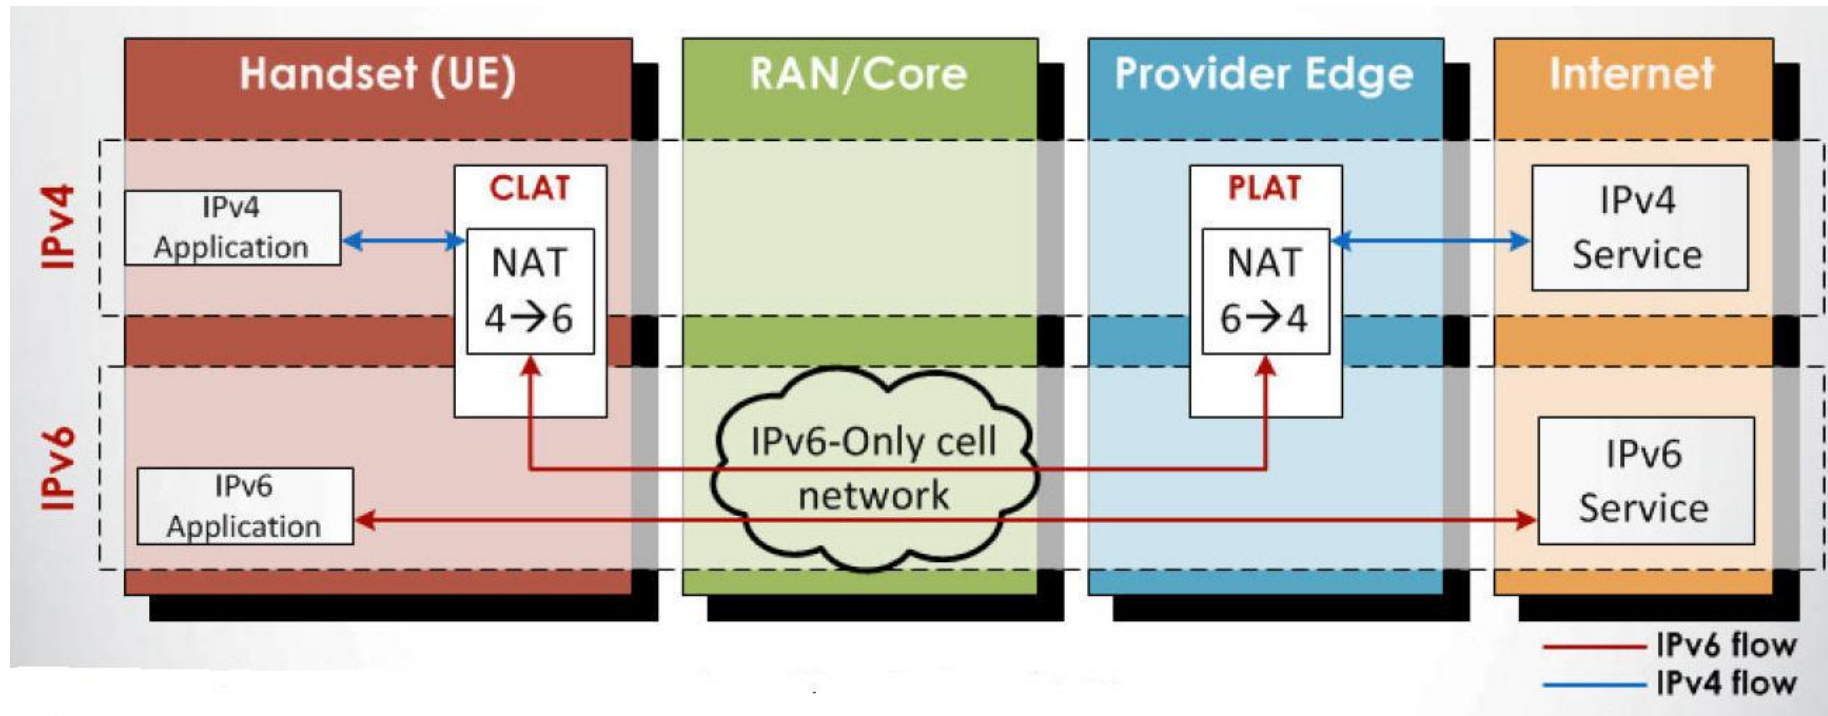 Handset (UE)
RAN/Core
Provider Edge
Internet
IPv4
IPv4
Application
CLAT
NAT
4→6
PLAT
NAT
6→4
IPv4
Service
IPv6
IPv6
Application
IPv6-Only cell
network
IPv6
Service
IPv6 flow
IPv4 flow